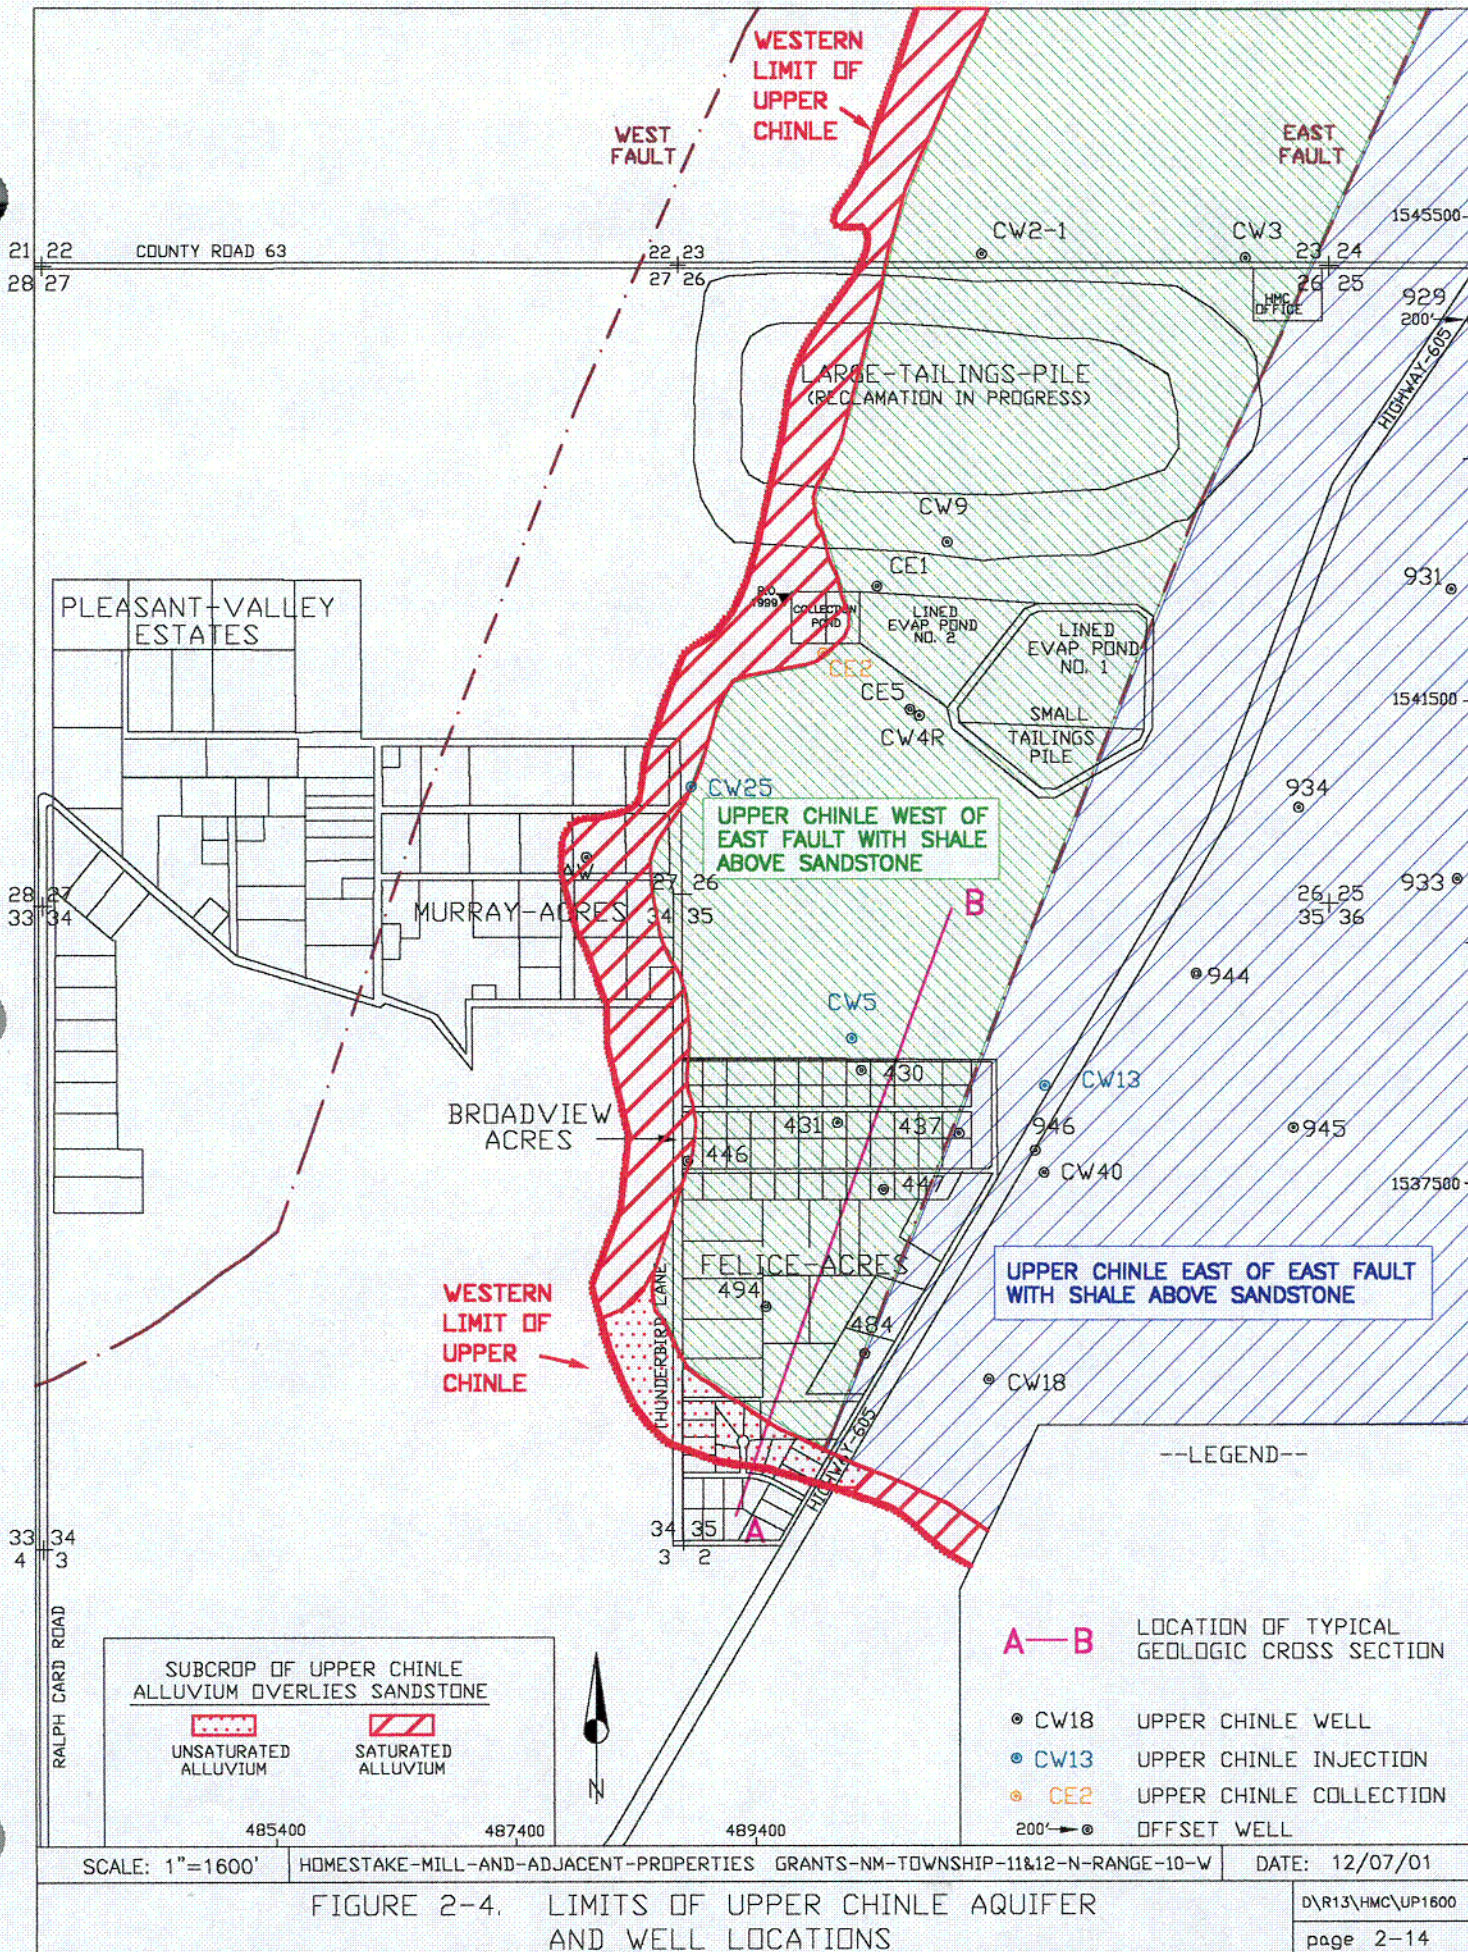 WESTERN
LIMIT OF
UPPER
CHINLE
WEST
FAULT
EAST
FAULT
1545500
CW2-1
CW3
21 22
COUNTY ROAD 63
22 23
23 24
28 27
27 26
26 25
HMC
OFFICE
929
200'
HIGHWAY-605
LARGE-TAILINGS-PILE
(RECLAMATION IN PROGRESS)
CW9
CE1
931
PLEASANT-VALLEY
ESTATES
R.O.
1999
COLLECTION
POND
LINED
EVAP POND
NO. 2
LINED
EVAP POND
NO. 1
CE2
CE5
CW4R
SMALL
TAILINGS
PILE
1541500
CW25
934
UPPER CHINLE WEST OF
EAST FAULT WITH SHALE
ABOVE SANDSTONE
AW
28 27
33 34
27 26
34 35
26 25
35 36
933
MURRAY-ACRES
B
944
CW5
430
CW13
BROADVIEW
ACRES
431
437
946
945
446
CW40
447
1537500
FELICE-ACRES
UPPER CHINLE EAST OF EAST FAULT
WITH SHALE ABOVE SANDSTONE
494
WESTERN
LIMIT OF
UPPER
CHINLE
THUNDERBIRD LANE
484
CW18
HIGHWAY-605
--LEGEND--
A
33 34
4 3
34 35
3 2
RALPH CARD ROAD
A—B
LOCATION OF TYPICAL
GEOLOGIC CROSS SECTION
SUBCROP OF UPPER CHINLE
ALLUVIUM OVERLIES SANDSTONE
UNSATURATED
ALLUVIUM
SATURATED
ALLUVIUM
N
CW18 UPPER CHINLE WELL
CW13 UPPER CHINLE INJECTION
CE2 UPPER CHINLE COLLECTION
200' OFFSET WELL
485400
487400
489400
SCALE: 1"=1600'
HOMESTAKE-MILL-AND-ADJACENT-PROPERTIES GRANTS-NM-TOWNSHIP-11&12-N-RANGE-10-W
DATE: 12/07/01
FIGURE 2-4. LIMITS OF UPPER CHINLE AQUIFER
AND WELL LOCATIONS
D\R13\HMC\UP1600
page 2-14